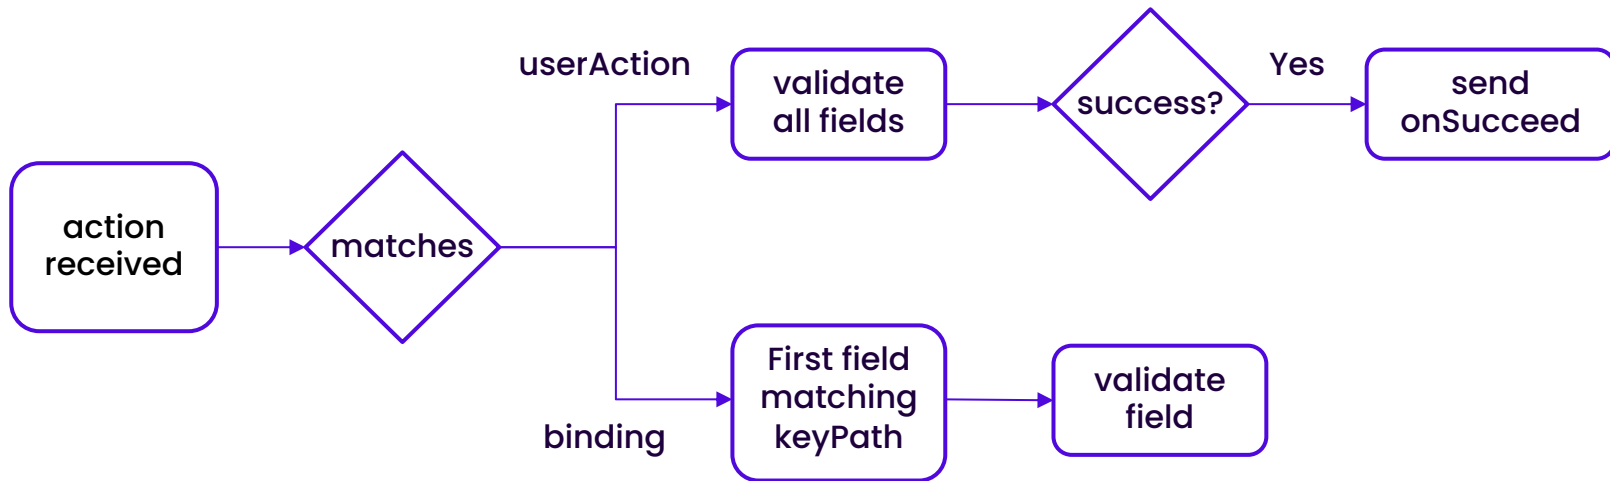 userAction
validate
all fields
success?
Yes
send
onSucceed
action
received
matches
First field
matching
keyPath
binding
validate
field